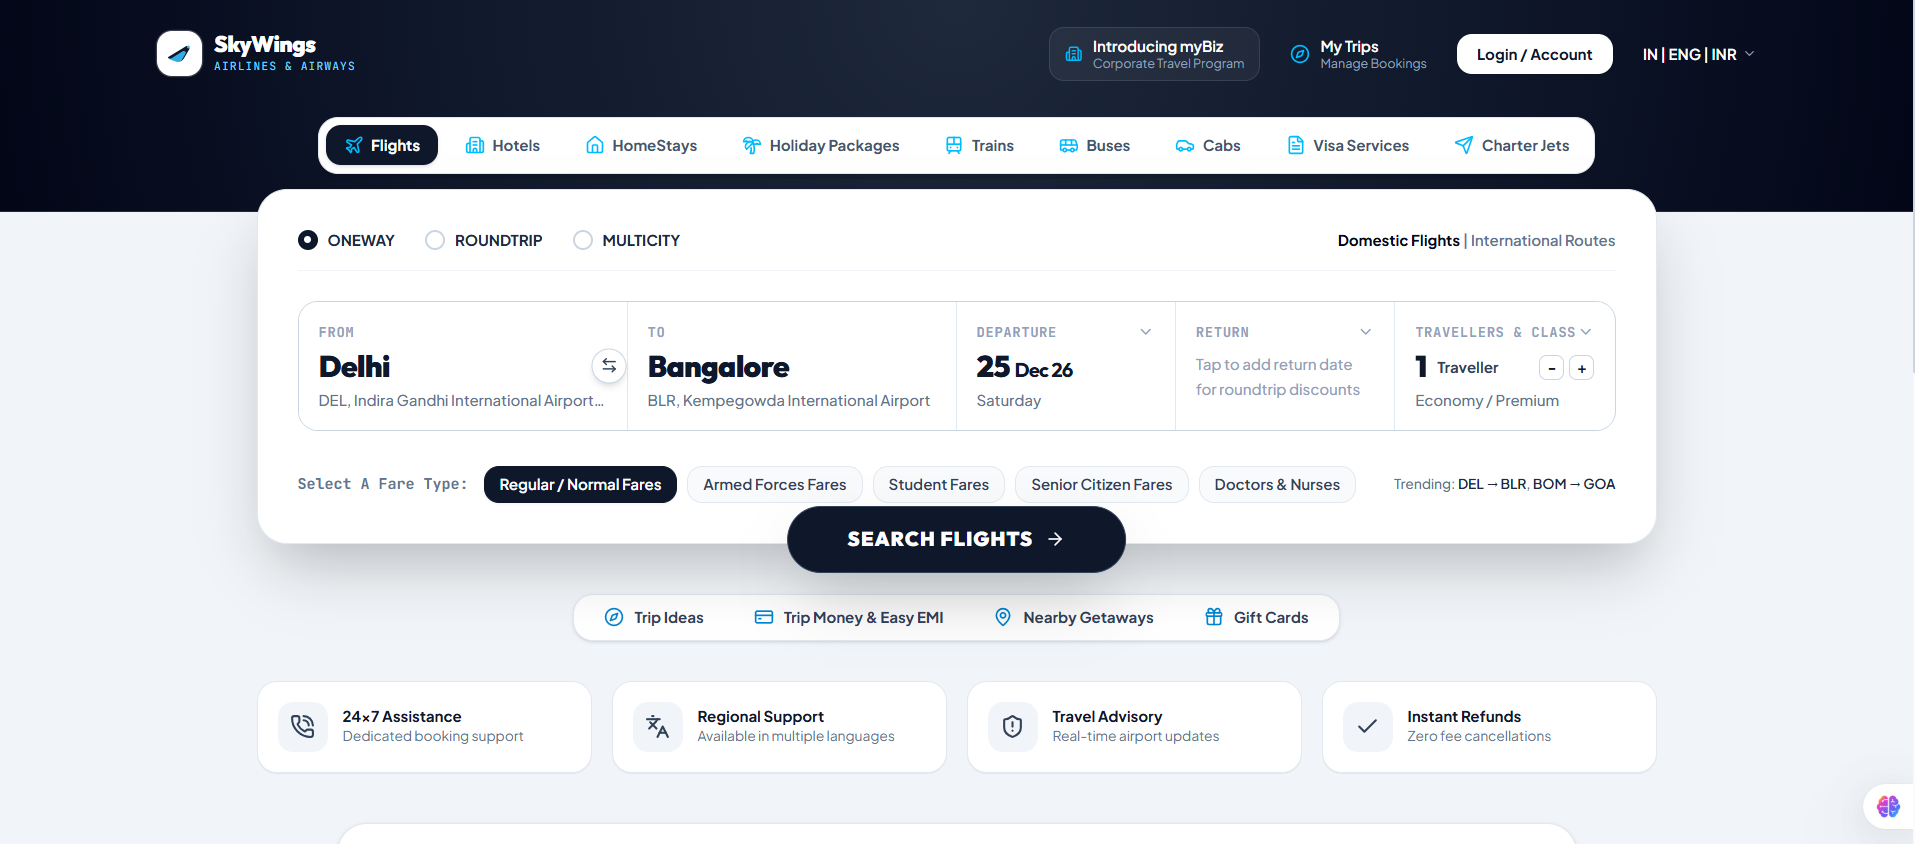 SkyWings
AIRLINES & AIRWAYS
Introducing myBiz
Corporate Travel Program
My Trips
Manage Bookings
Login / Account
IN | ENG | INR
Flights
Hotels
HomeStays
Holiday Packages
Trains
Buses
Cabs
Visa Services
Charter Jets
ONEWAY
ROUNDTRIP
MULTICITY
Domestic Flights | International Routes
FROM
Delhi
DEL, Indira Gandhi International Airport...
TO
Bangalore
BLR, Kempegowda International Airport
DEPARTURE
25 Dec 26
Saturday
RETURN
Tap to add return date
for roundtrip discounts
TRAVELLERS & CLASS
1 Traveller
- +
Economy / Premium
Select A Fare Type:
Regular / Normal Fares
Armed Forces Fares
Student Fares
Senior Citizen Fares
Doctors & Nurses
Trending: DEL → BLR, BOM → GOA
SEARCH FLIGHTS →
Trip Ideas
Trip Money & Easy EMI
Nearby Getaways
Gift Cards
24×7 Assistance
Dedicated booking support
Regional Support
Available in multiple languages
Travel Advisory
Real-time airport updates
Instant Refunds
Zero fee cancellations